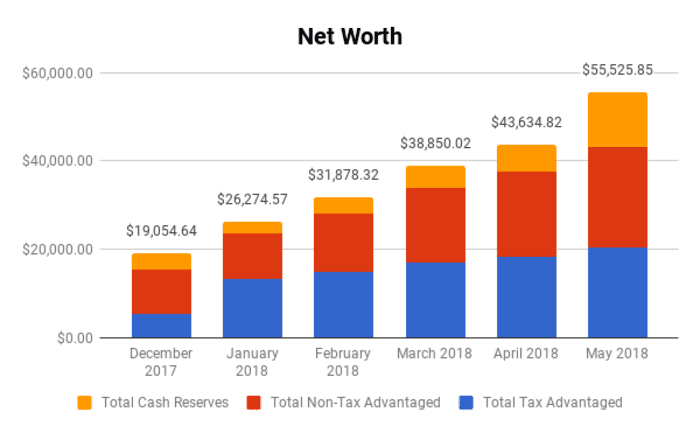 Net Worth
$60,000.00
$40,000.00
$20,000.00
$0.00
$19,054.64
$26,274.57
$31,878.32
$38,850.02
$43,634.82
$55,525.85
December
2017
January
2018
February
2018
March 2018
April 2018
May 2018
Total Cash Reserves
Total Non-Tax Advantaged
Total Tax Advantaged